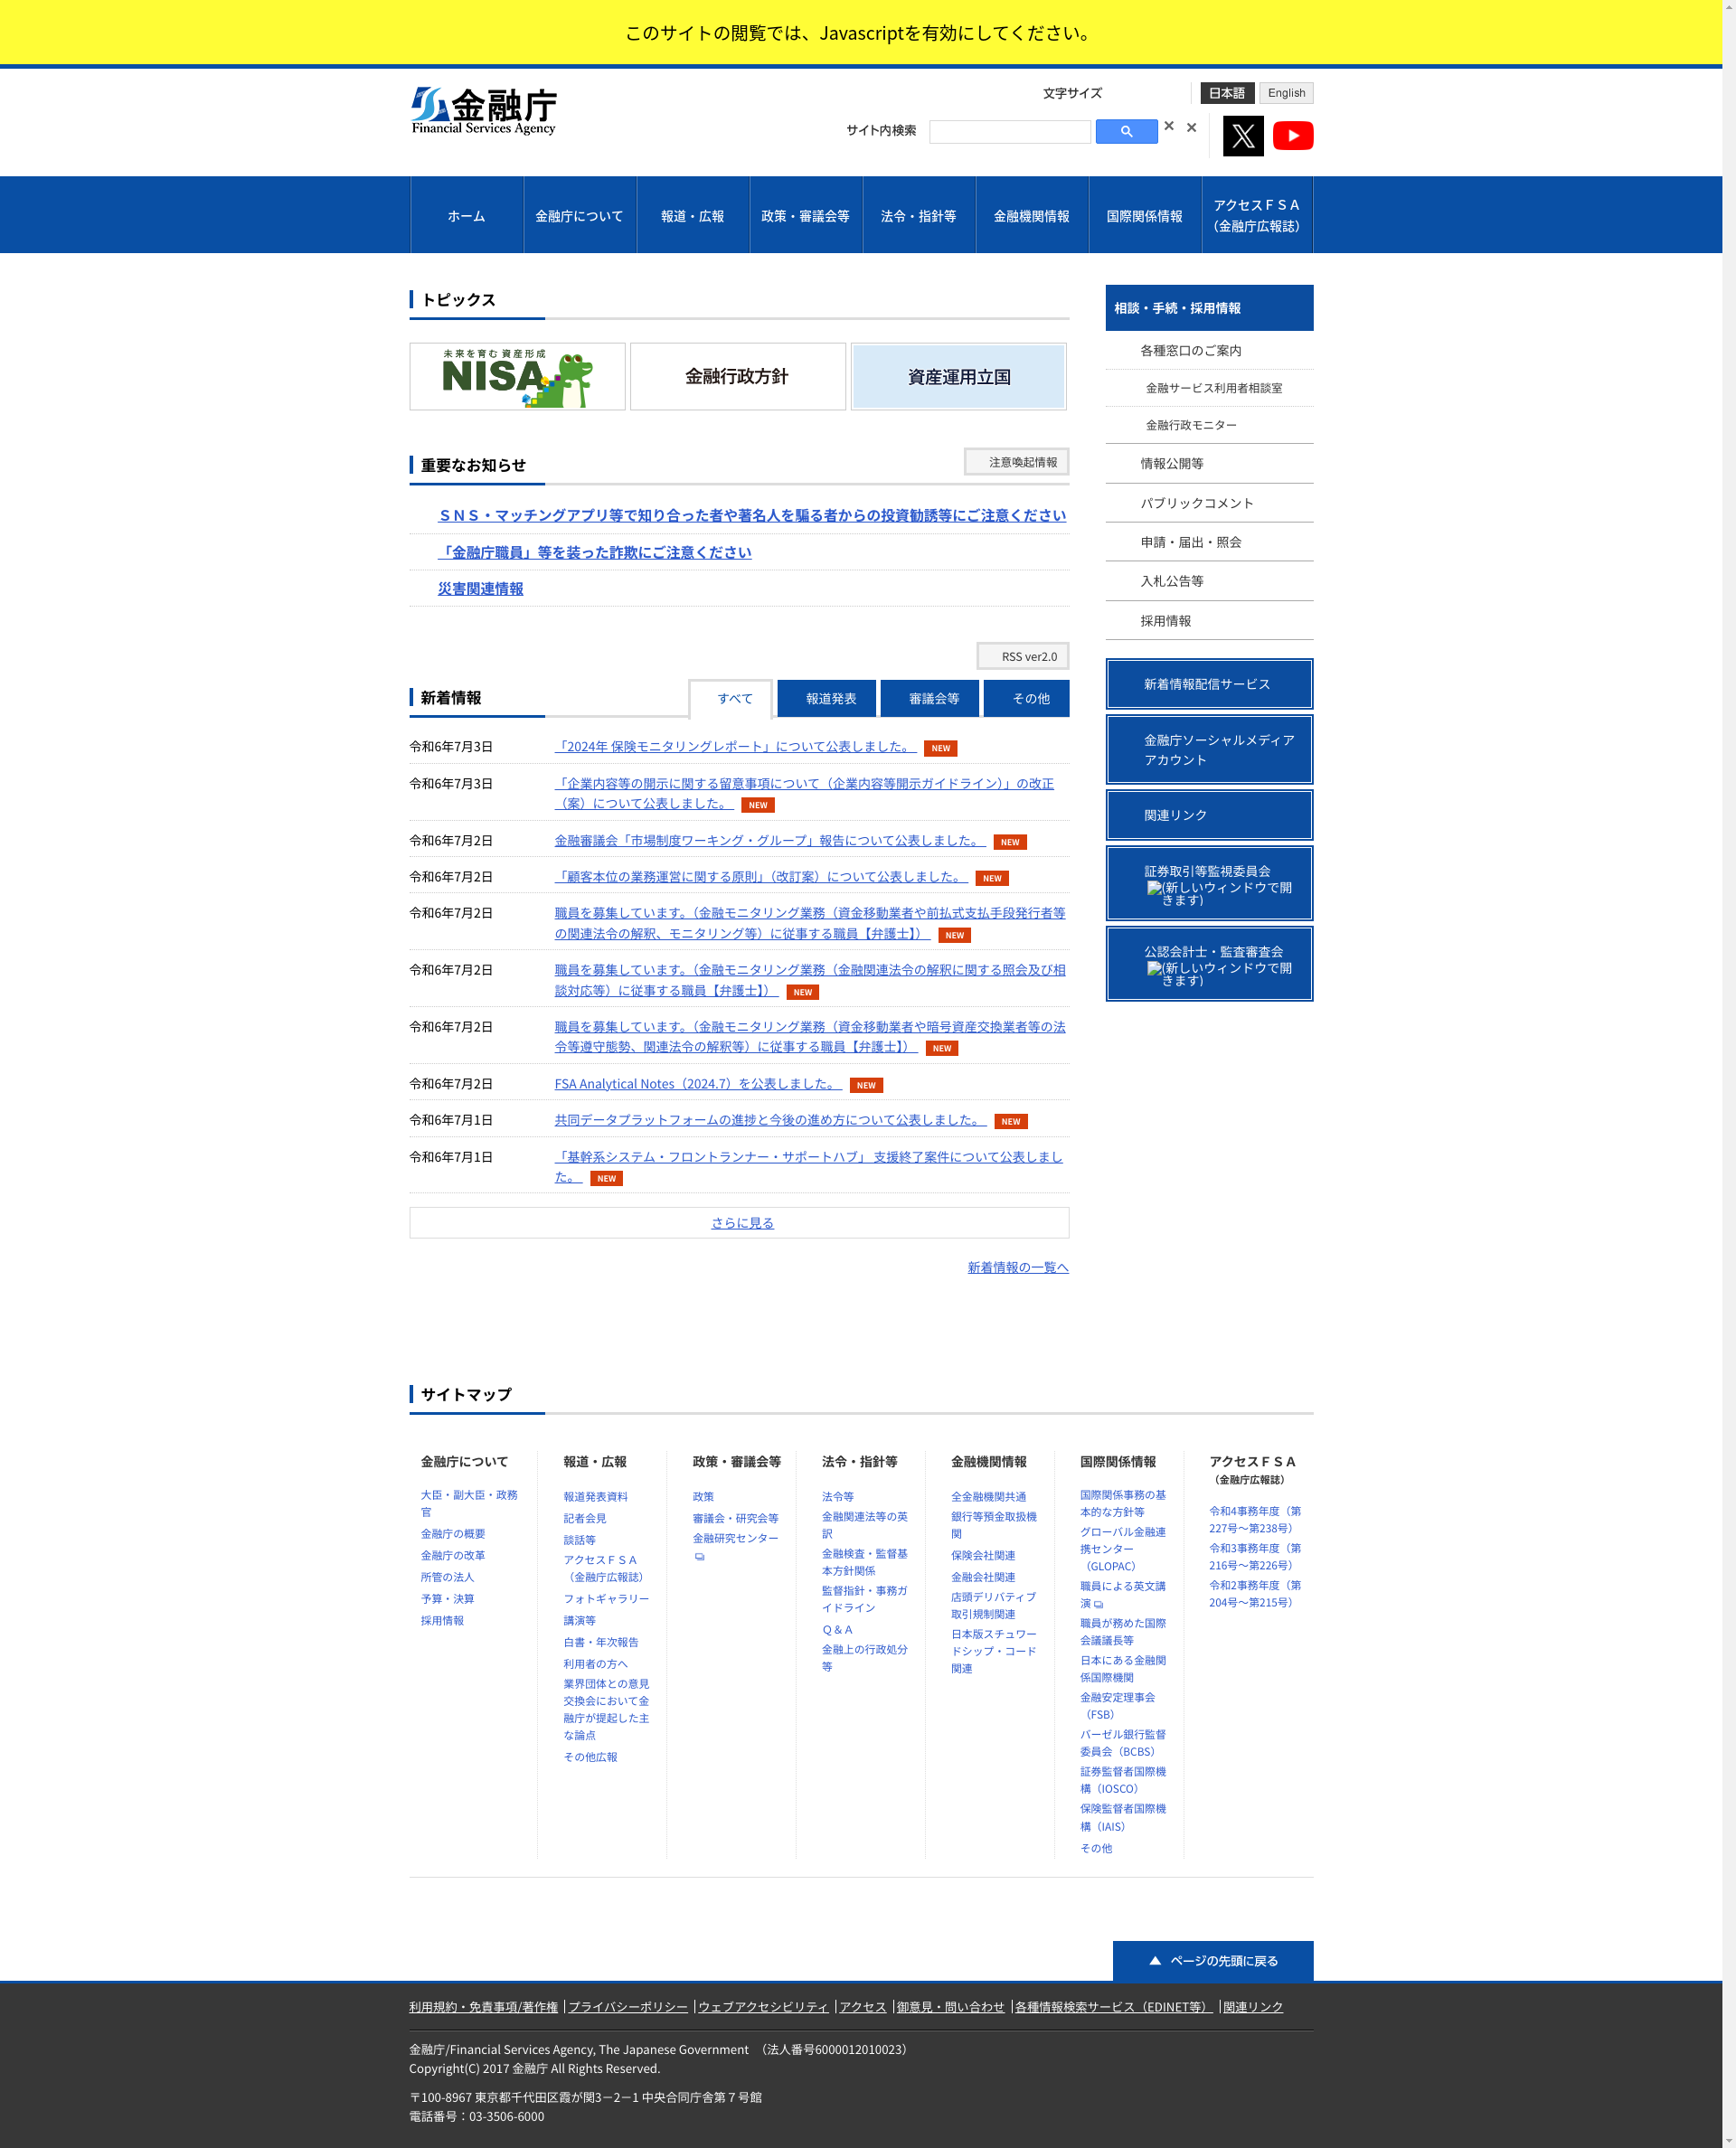 このサイトの閲覧では、Javascriptを有効にしてください。
金融庁
Financial Services Agency
文字サイズ
日本語
English
サイト内検索
ホーム
金融庁について
報道・広報
政策・審議会等
法令・指針等
金融機関情報
国際関係情報
アクセスＦＳＡ
（金融庁広報誌）
トピックス
未来を育む 資産形成
NISA
金融行政方針
資産運用立国
重要なお知らせ
注意喚起情報
ＳＮＳ・マッチングアプリ等で知り合った者や著名人を騙る者からの投資勧誘等にご注意ください
「金融庁職員」等を装った詐欺にご注意ください
災害関連情報
RSS ver2.0
新着情報
すべて
報道発表
審議会等
その他
令和6年7月3日
「2024年 保険モニタリングレポート」について公表しました。 NEW
令和6年7月3日
「企業内容等の開示に関する留意事項について（企業内容等開示ガイドライン）」の改正
（案）について公表しました。 NEW
令和6年7月2日
金融審議会「市場制度ワーキング・グループ」報告について公表しました。 NEW
令和6年7月2日
「顧客本位の業務運営に関する原則」（改訂案）について公表しました。 NEW
令和6年7月2日
職員を募集しています。（金融モニタリング業務（資金移動業者や前払式支払手段発行者等
の関連法令の解釈、モニタリング等）に従事する職員【弁護士】） NEW
令和6年7月2日
職員を募集しています。（金融モニタリング業務（金融関連法令の解釈に関する照会及び相
談対応等）に従事する職員【弁護士】） NEW
令和6年7月2日
職員を募集しています。（金融モニタリング業務（資金移動業者や暗号資産交換業者等の法
令等遵守態勢、関連法令の解釈等）に従事する職員【弁護士】） NEW
令和6年7月2日
FSA Analytical Notes（2024.7）を公表しました。 NEW
令和6年7月1日
共同データプラットフォームの進捗と今後の進め方について公表しました。 NEW
令和6年7月1日
「基幹系システム・フロントランナー・サポートハブ」 支援終了案件について公表しまし
た。 NEW
さらに見る
新着情報の一覧へ
相談・手続・採用情報
各種窓口のご案内
金融サービス利用者相談室
金融行政モニター
情報公開等
パブリックコメント
申請・届出・照会
入札公告等
採用情報
新着情報配信サービス
金融庁ソーシャルメディア
アカウント
関連リンク
証券取引等監視委員会
(新しいウィンドウで開
きます)
公認会計士・監査審査会
(新しいウィンドウで開
きます)
サイトマップ
金融庁について
大臣・副大臣・政務
官
金融庁の概要
金融庁の改革
所管の法人
予算・決算
採用情報
報道・広報
報道発表資料
記者会見
談話等
アクセスＦＳＡ
（金融庁広報誌）
フォトギャラリー
講演等
白書・年次報告
利用者の方へ
業界団体との意見
交換会において金
融庁が提起した主
な論点
その他広報
政策・審議会等
政策
審議会・研究会等
金融研究センター
法令・指針等
法令等
金融関連法等の英
訳
金融検査・監督基
本方針関係
監督指針・事務ガ
イドライン
Ｑ＆Ａ
金融上の行政処分
等
金融機関情報
全金融機関共通
銀行等預金取扱機
関
保険会社関連
金融会社関連
店頭デリバティブ
取引規制関連
日本版スチュワー
ドシップ・コード
関連
国際関係情報
国際関係事務の基
本的な方針等
グローバル金融連
携センター
（GLOPAC）
職員による英文講
演
職員が務めた国際
会議議長等
日本にある金融関
係国際機関
金融安定理事会
（FSB）
バーゼル銀行監督
委員会（BCBS）
証券監督者国際機
構（IOSCO）
保険監督者国際機
構（IAIS）
その他
アクセスＦＳＡ
（金融庁広報誌）
令和4事務年度（第
227号～第238号）
令和3事務年度（第
216号～第226号）
令和2事務年度（第
204号～第215号）
ページの先頭に戻る
利用規約・免責事項/著作権 プライバシーポリシー ウェブアクセシビリティ アクセス 御意見・問い合わせ 各種情報検索サービス（EDINET等） 関連リンク
金融庁/Financial Services Agency, The Japanese Government （法人番号6000012010023）
Copyright(C) 2017 金融庁 All Rights Reserved.
〒100-8967 東京都千代田区霞が関3－2－1 中央合同庁舎第７号館
電話番号：03-3506-6000